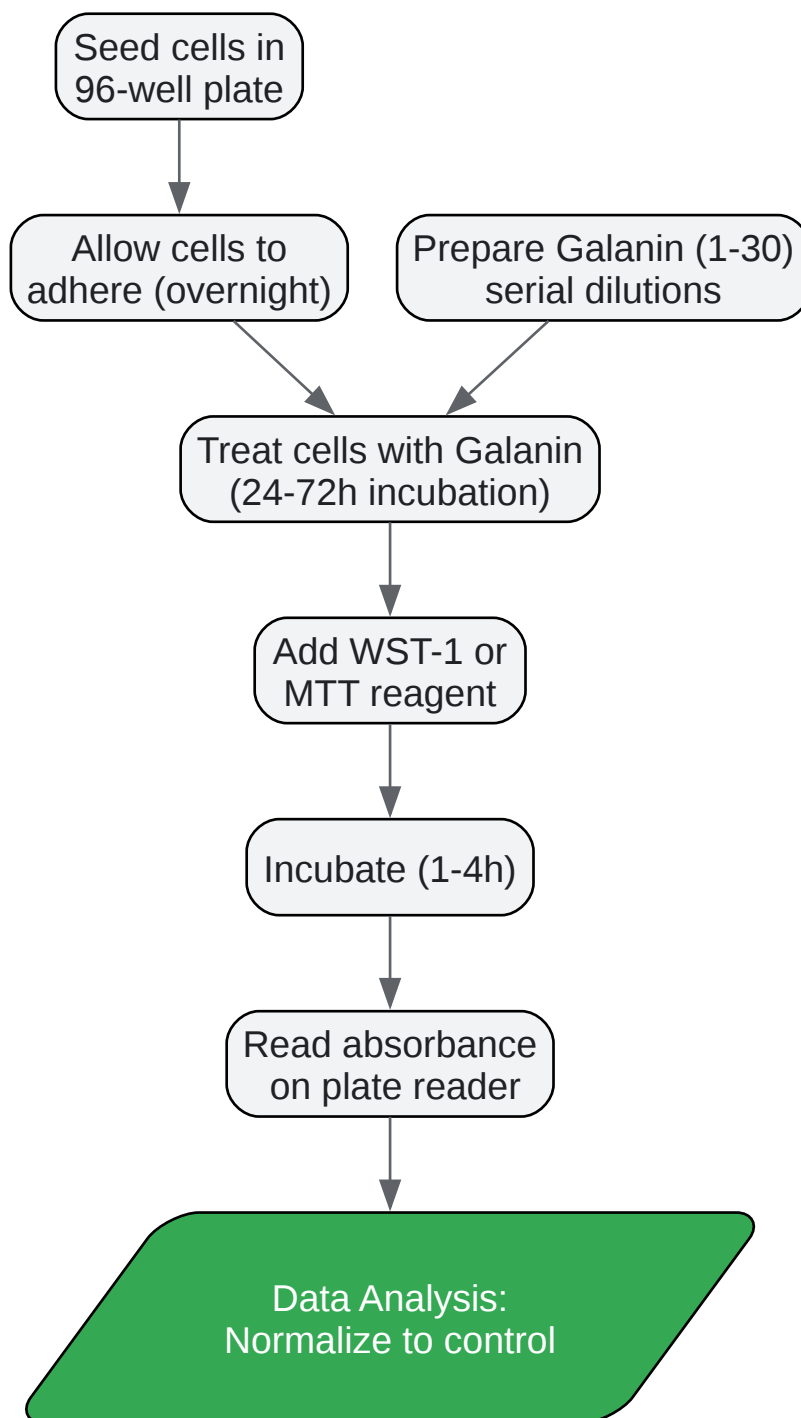 Seed cells in
96-well plate
Allow cells to
adhere (overnight)
Prepare Galanin (1-30)
serial dilutions
Treat cells with Galanin
(24-72h incubation)
Add WST-1 or
MTT reagent
Incubate (1-4h)
Read absorbance
on plate reader
Data Analysis:
Normalize to control